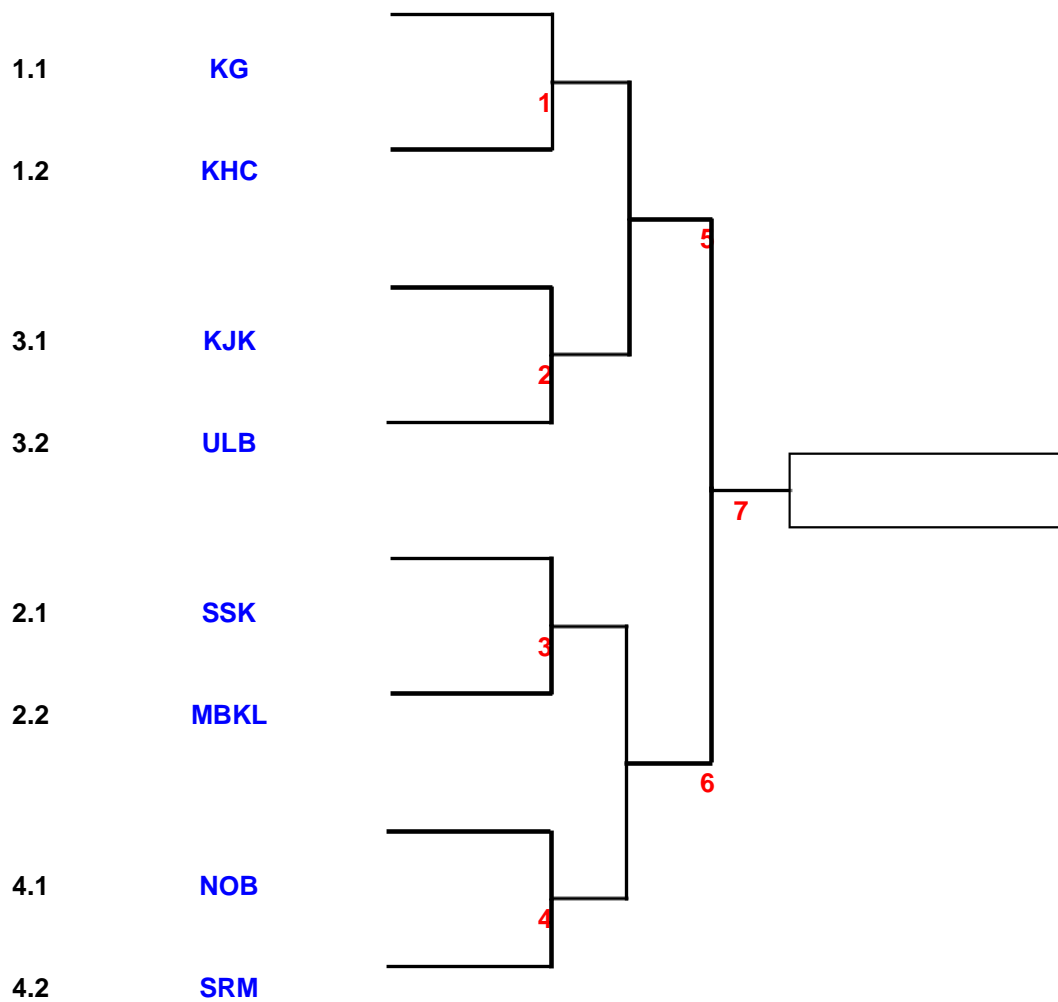 1.1 KG
1
1.2 KHC
5
3.1 KJK
2
3.2 ULB
7
2.1 SSK
3
2.2 MBKL
6
4.1 NOB
4
4.2 SRM